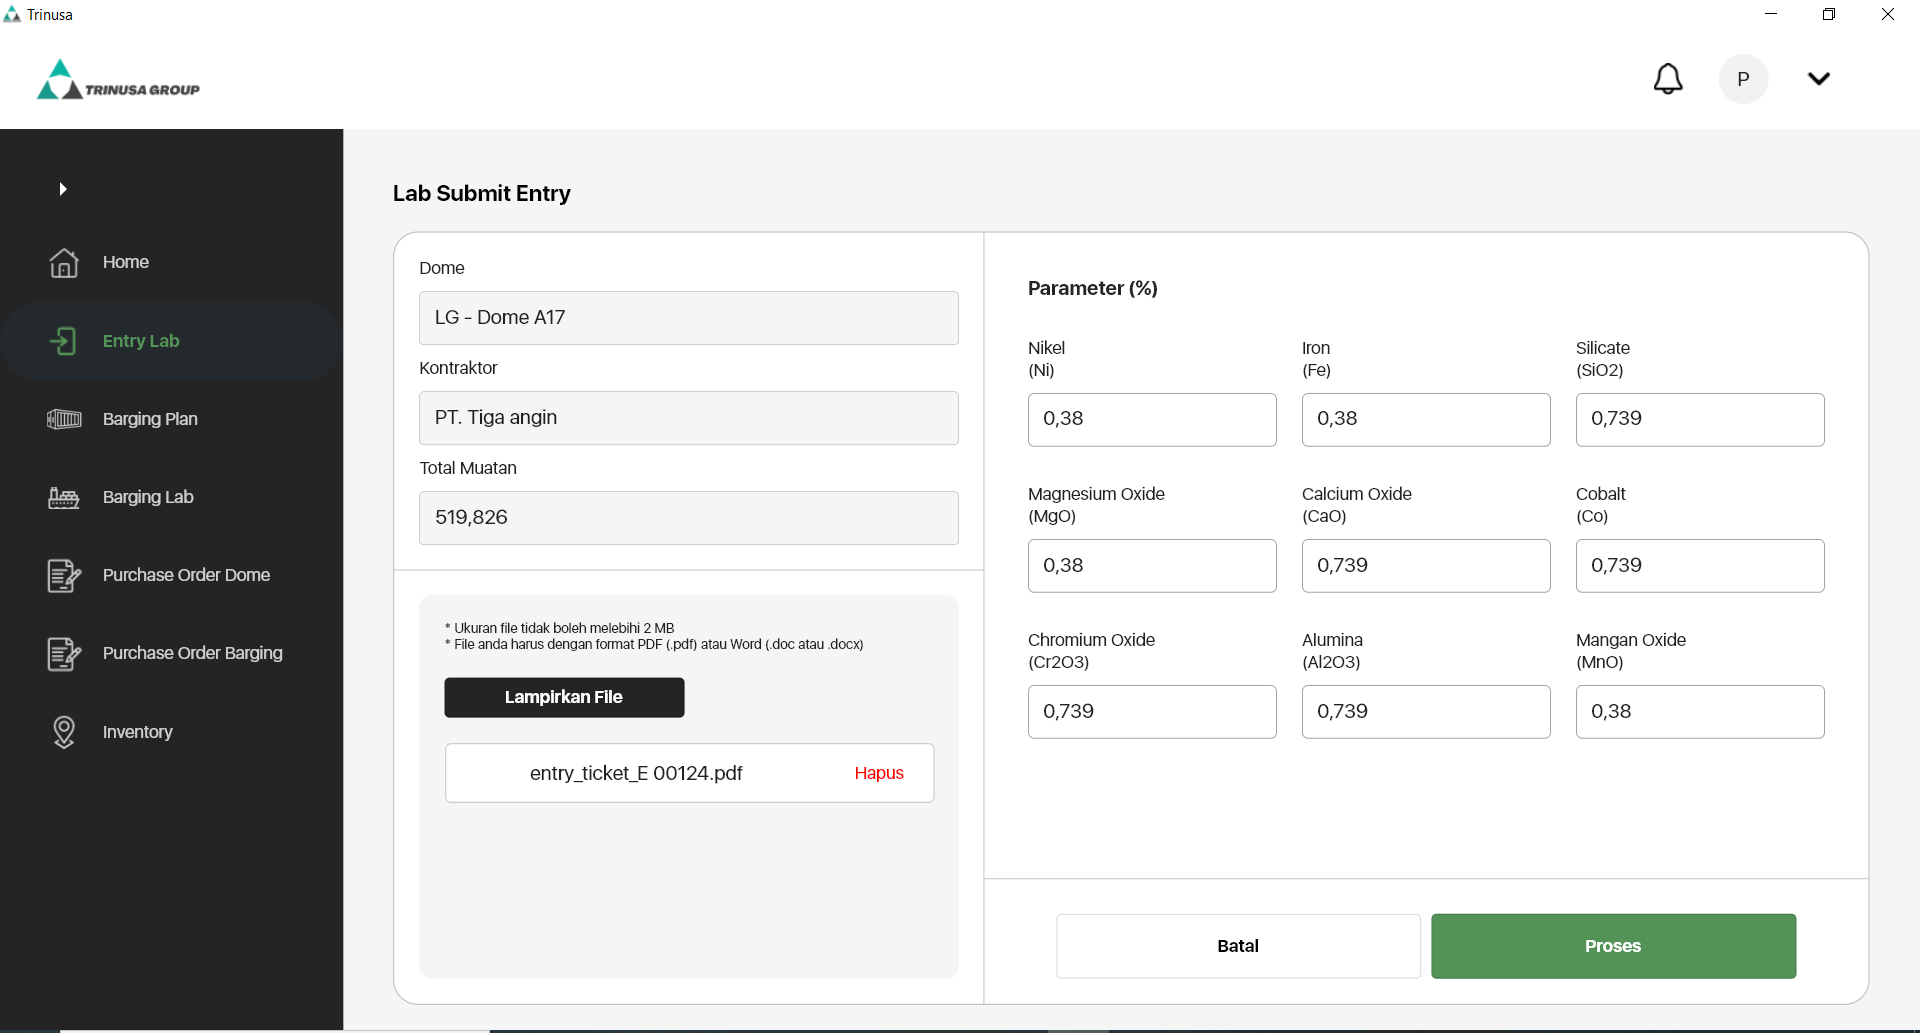 Trinusa
TRINUSA GROUP
P
Home
Entry Lab
Barging Plan
Barging Lab
Purchase Order Dome
Purchase Order Barging
Inventory
Lab Submit Entry
Dome
LG - Dome A17
Kontraktor
PT. Tiga angin
Total Muatan
519,826
* Ukuran file tidak boleh melebihi 2 MB
* File anda harus dengan format PDF (.pdf) atau Word (.doc atau .docx)
Lampirkan File
entry_ticket_E 00124.pdf
Hapus
Parameter (%)
Nikel
(Ni)
0,38
Iron
(Fe)
0,38
Silicate
(SiO2)
0,739
Magnesium Oxide
(MgO)
0,38
Calcium Oxide
(CaO)
0,739
Cobalt
(Co)
0,739
Chromium Oxide
(Cr2O3)
0,739
Alumina
(Al2O3)
0,739
Mangan Oxide
(MnO)
0,38
Batal
Proses